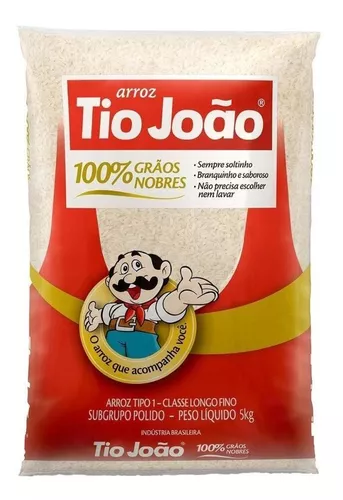 arroz
Tio João®
100% GRÃOS NOBRES
• Sempre soltinho
• Branquinho e saboroso
• Não precisa escolher
nem lavar
O arroz que acompanha você.
ARROZ TIPO 1 – CLASSE LONGO FINO
SUBGRUPO POLIDO – PESO LÍQUIDO 5kg
INDÚSTRIA BRASILEIRA
Tio João 100% GRÃOS NOBRES